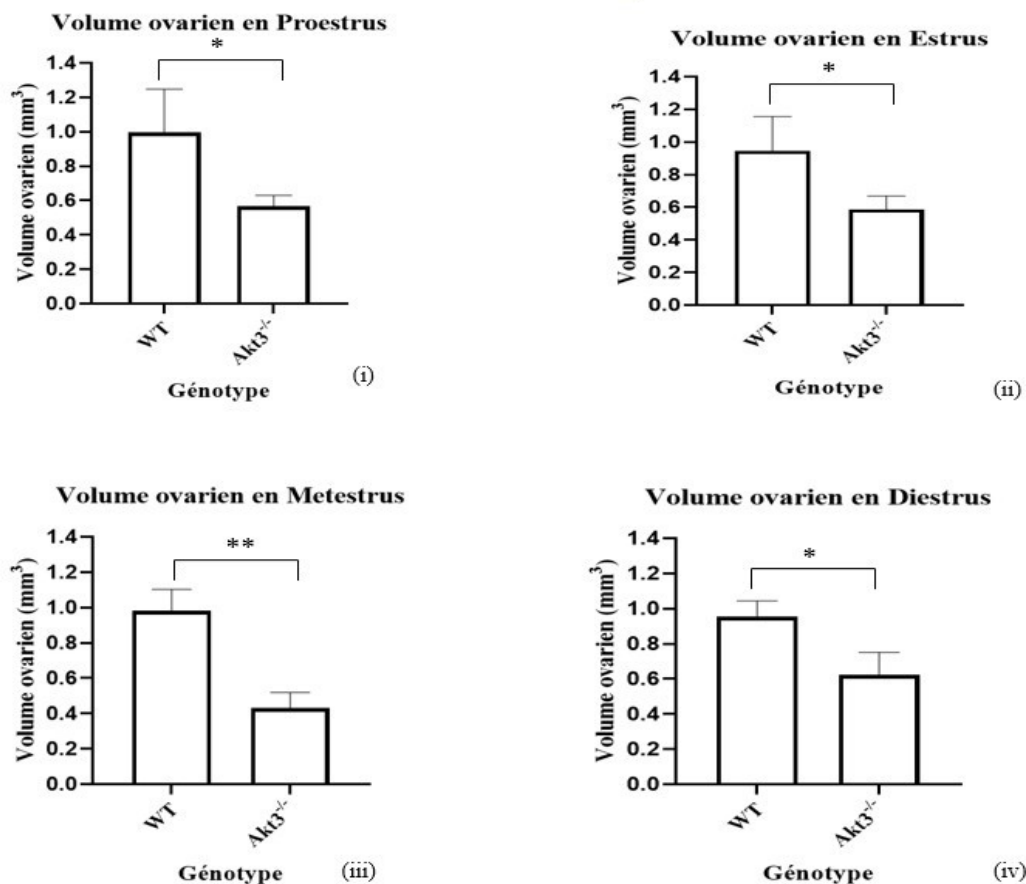 Volume ovarien en Proestrus
*
Volume ovarien (mm³)
1.4
1.2
1.0
0.8
0.6
0.4
0.2
0.0
WT
Akt3⁻/⁻
Génotype
(i)
Volume ovarien en Estrus
*
Volume ovarien (mm³)
1.4
1.2
1.0
0.8
0.6
0.4
0.2
0.0
WT
Akt3⁻/⁻
Génotype
(ii)
Volume ovarien en Metestrus
**
Volume ovarien (mm³)
1.4
1.2
1.0
0.8
0.6
0.4
0.2
0.0
WT
Akt3⁻/⁻
Génotype
(iii)
Volume ovarien en Diestrus
*
Volume ovarien (mm³)
1.4
1.2
1.0
0.8
0.6
0.4
0.2
0.0
WT
Akt3⁻/⁻
Génotype
(iv)